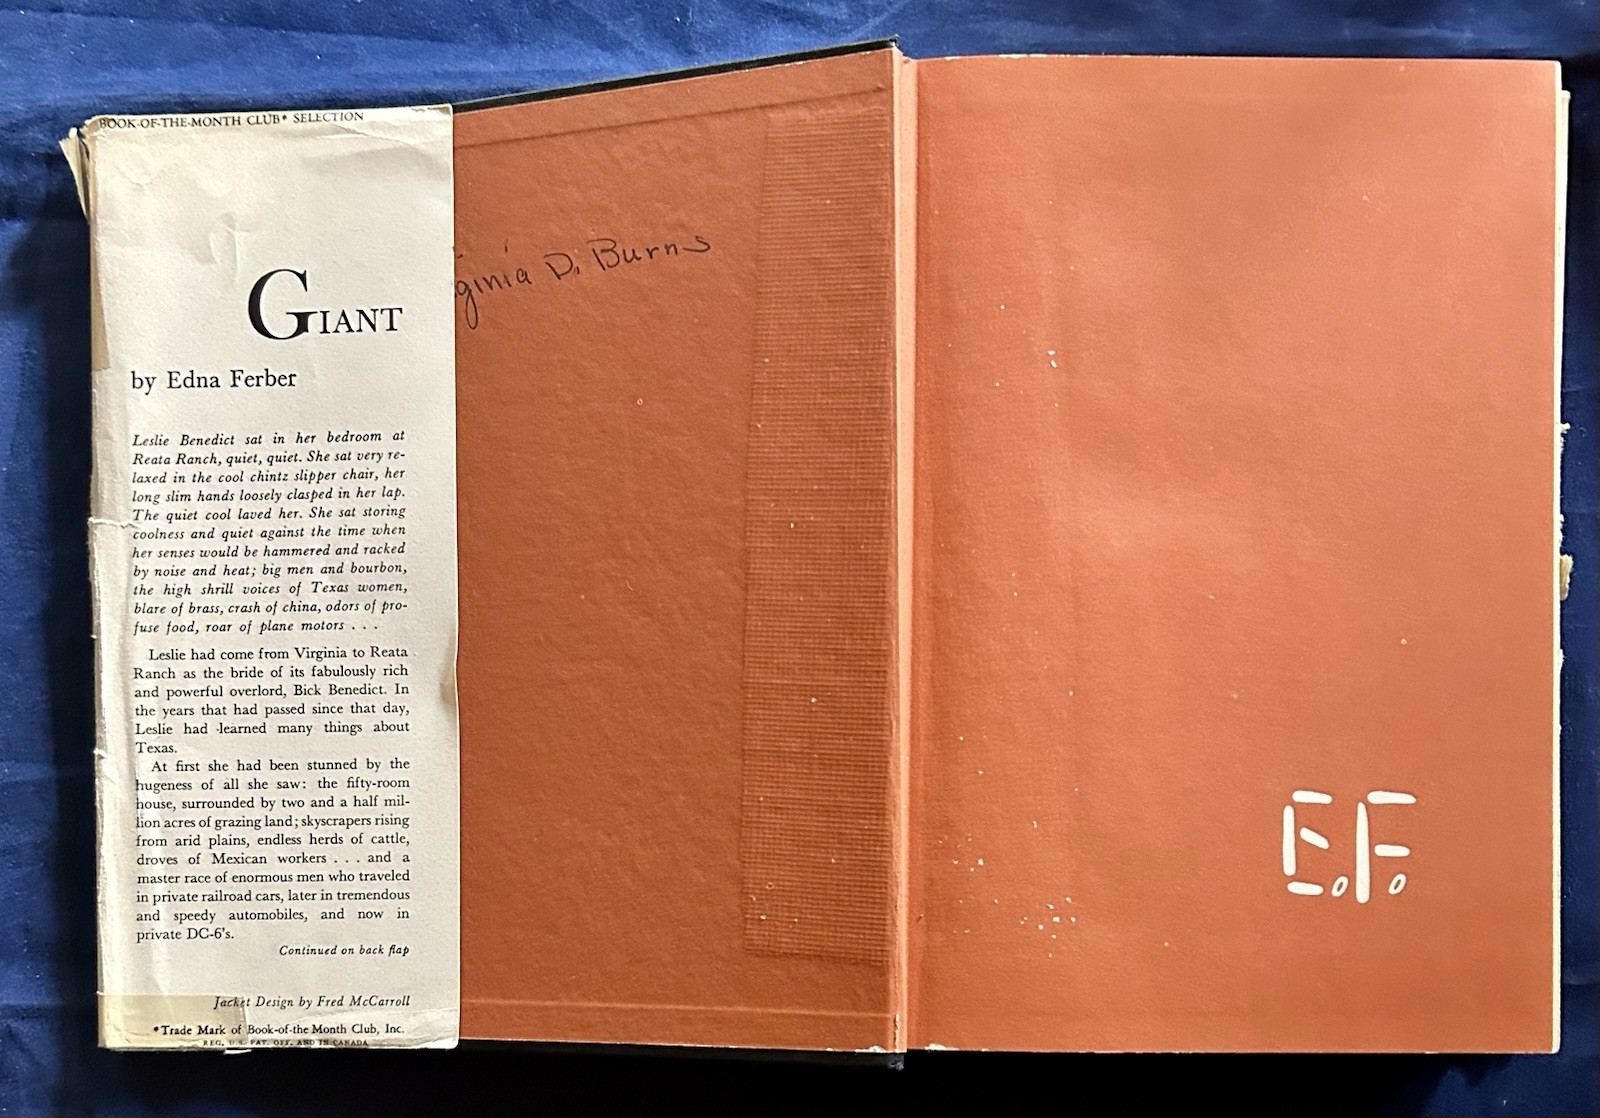 BOOK-OF-THE-MONTH CLUB* SELECTION
GIANT
by Edna Ferber
Leslie Benedict sat in her bedroom at
Reata Ranch, quiet, quiet. She sat very re-
laxed in the cool chintz slipper chair, her
long slim hands loosely clasped in her lap.
The quiet cool laved her. She sat storing
coolness and quiet against the time when
her senses would be hammered and racked
by noise and heat; big men and bourbon,
the high shrill voices of Texas women,
blare of brass, crash of china, odors of pro-
fuse food, roar of plane motors . . .
Leslie had come from Virginia to Reata
Ranch as the bride of its fabulously rich
and powerful overlord, Bick Benedict. In
the years that had passed since that day,
Leslie had learned many things about
Texas.
At first she had been stunned by the
hugeness of all she saw: the fifty-room
house, surrounded by two and a half mil-
lion acres of grazing land; skyscrapers rising
from arid plains, endless herds of cattle,
droves of Mexican workers . . . and a
master race of enormous men who traveled
in private railroad cars, later in tremendous
and speedy automobiles, and now in
private DC-6's.
Continued on back flap
Jacket Design by Fred McCarroll
*Trade Mark of Book-of-the Month Club, Inc.
REG. U.S. PAT. OFF. AND IN CANADA
ginia D. Burns
E.F.